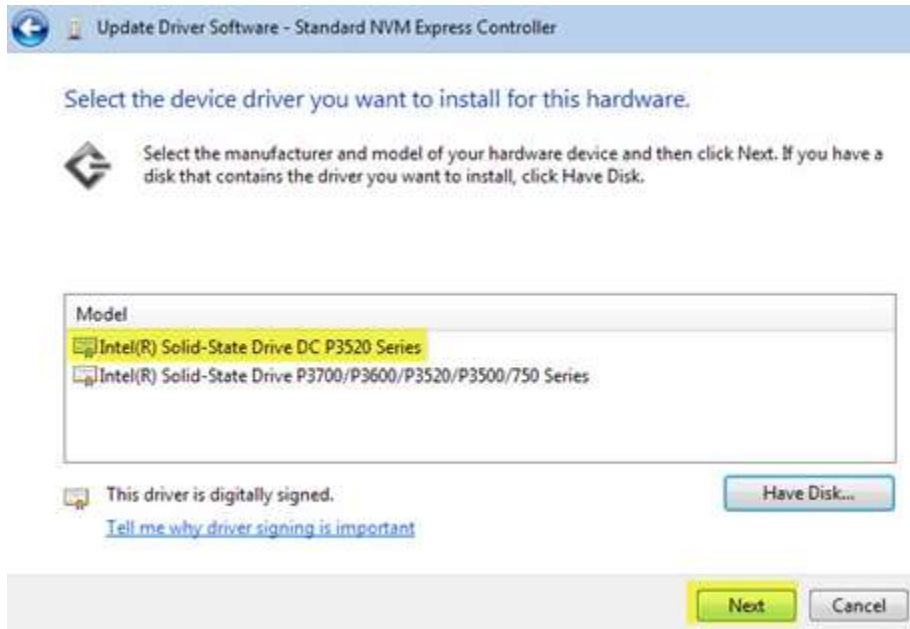 Update Driver Software - Standard NVM Express Controller
Select the device driver you want to install for this hardware.
Select the manufacturer and model of your hardware device and then click Next. If you have a
disk that contains the driver you want to install, click Have Disk.
Model
Intel(R) Solid-State Drive DC P3520 Series
Intel(R) Solid-State Drive P3700/P3600/P3520/P3500/750 Series
This driver is digitally signed.
Have Disk...
Tell me why driver signing is important
Next
Cancel